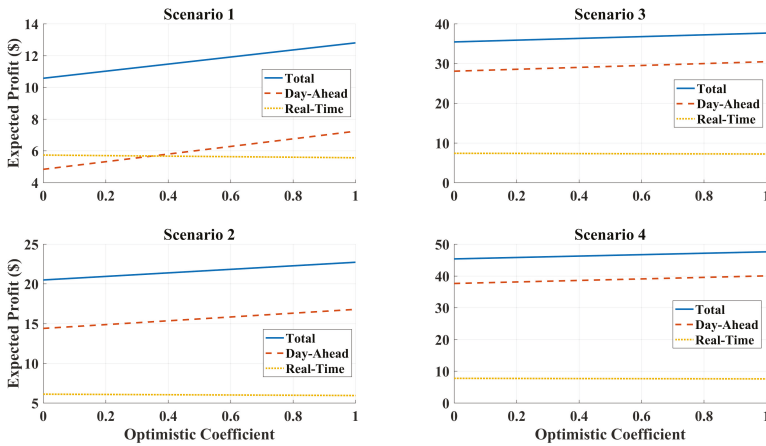 Scenario 1
Expected Profit ($)
14
12
10
8
6
4
0
0.2
0.4
0.6
0.8
1
Total
Day-Ahead
Real-Time
Scenario 3
40
30
20
10
0
0
0.2
0.4
0.6
0.8
1
Total
Day-Ahead
Real-Time
Scenario 2
Expected Profit ($)
25
20
15
10
5
0
0.2
0.4
0.6
0.8
1
Optimistic Coefficient
Total
Day-Ahead
Real-Time
Scenario 4
50
40
30
20
10
0
0
0.2
0.4
0.6
0.8
1
Optimistic Coefficient
Total
Day-Ahead
Real-Time